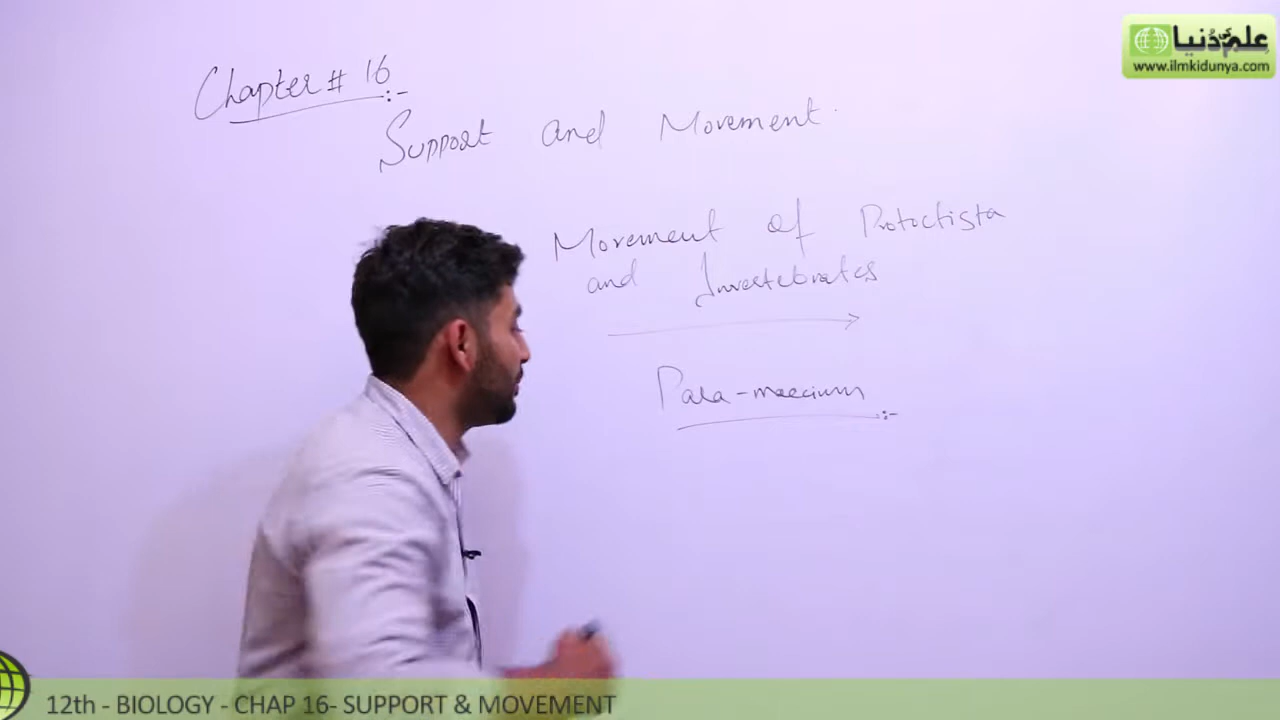 Chapter # 16 :-
Support and Movement.
Movement of Protoctista
and Invertebrates
Para-maecium :-
علم کی دنیا
www.ilmkidunya.com
12th - BIOLOGY - CHAP 16- SUPPORT & MOVEMENT